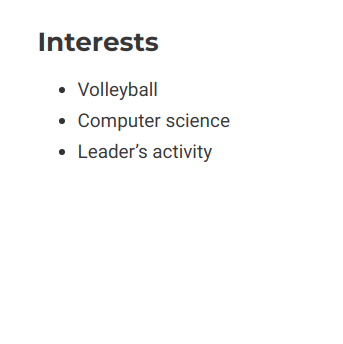 Interests
• Volleyball
• Computer science
• Leader’s activity